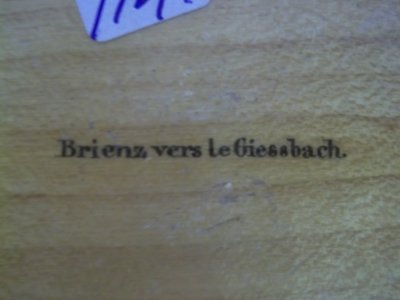 Brienz vers le Giessbach.